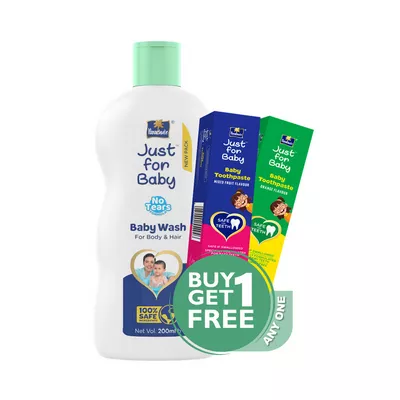 Parachute
Just
for
Baby
NEW PACK
No
Tears
Baby Wash
For Body & Hair
100%
SAFE
Net Vol. 200ml
Just
for
Baby
Baby
Toothpaste
MIXED FRUIT FLAVOUR
SAFE
TEETH
Just
for
Baby
Baby
Toothpaste
ORANGE FLAVOUR
SAFE
TEETH
BUY 1
GET
FREE
ANY ONE